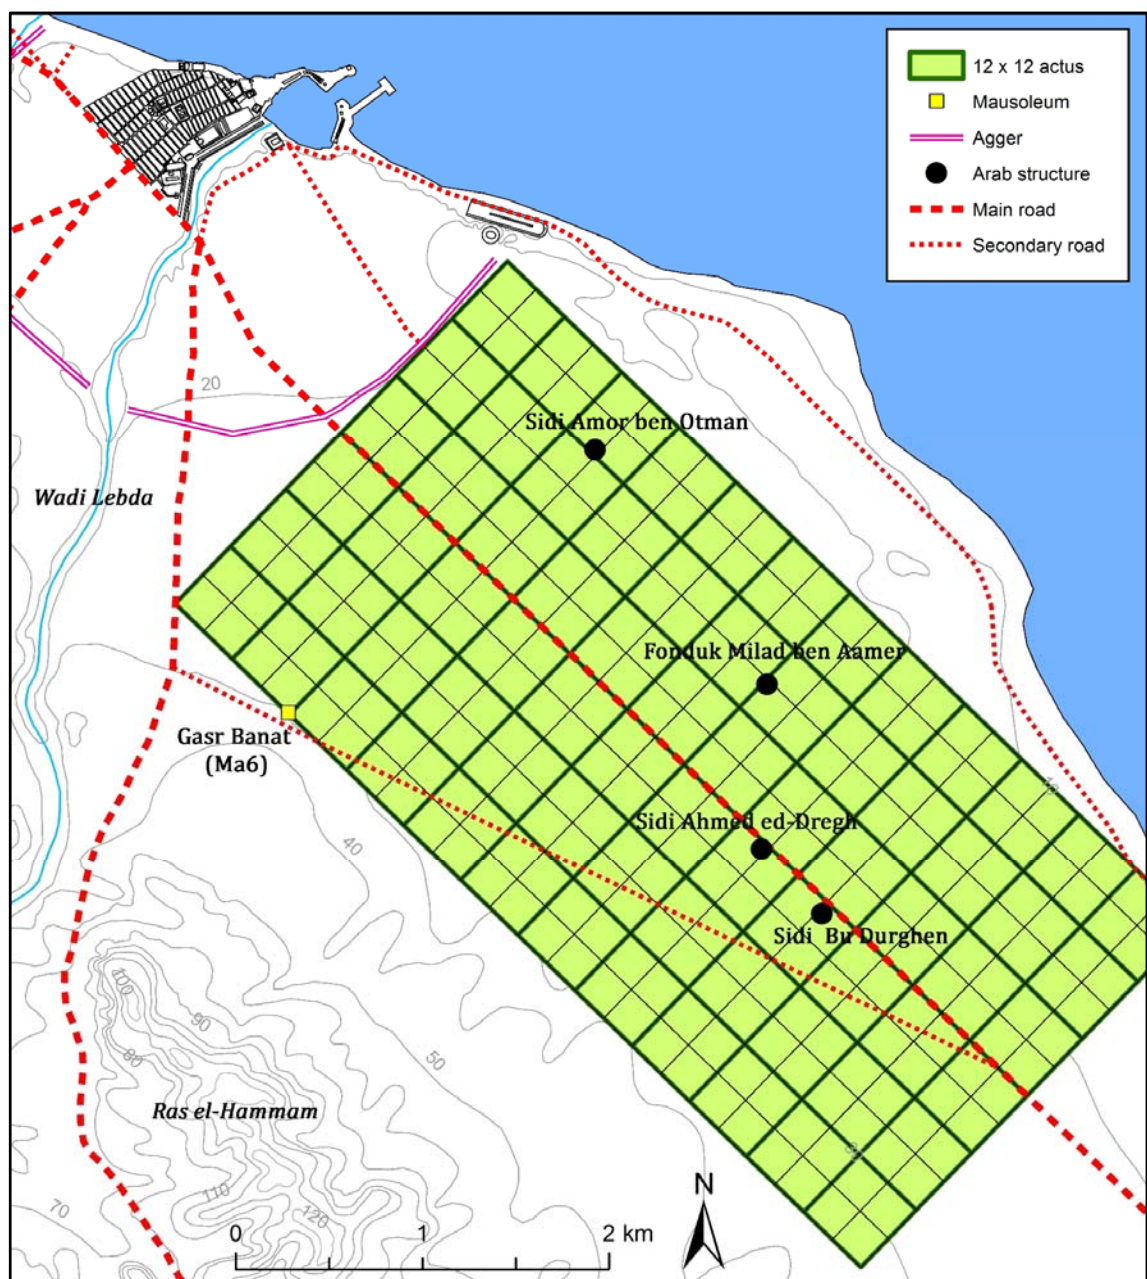 12 x 12 actus
Mausoleum
Agger
Arab structure
Main road
Secondary road
20
Sidi Amor ben Otman
Wadi Lebda
Fonduk Milad ben Aamer
Gasr Banat
(Ma6)
40
Sidi Ahmed ed-Dregh
Sidi Bu Durghen
100
90
80
50
Ras el-Hammam
110
120
70
N
0
1
2 km